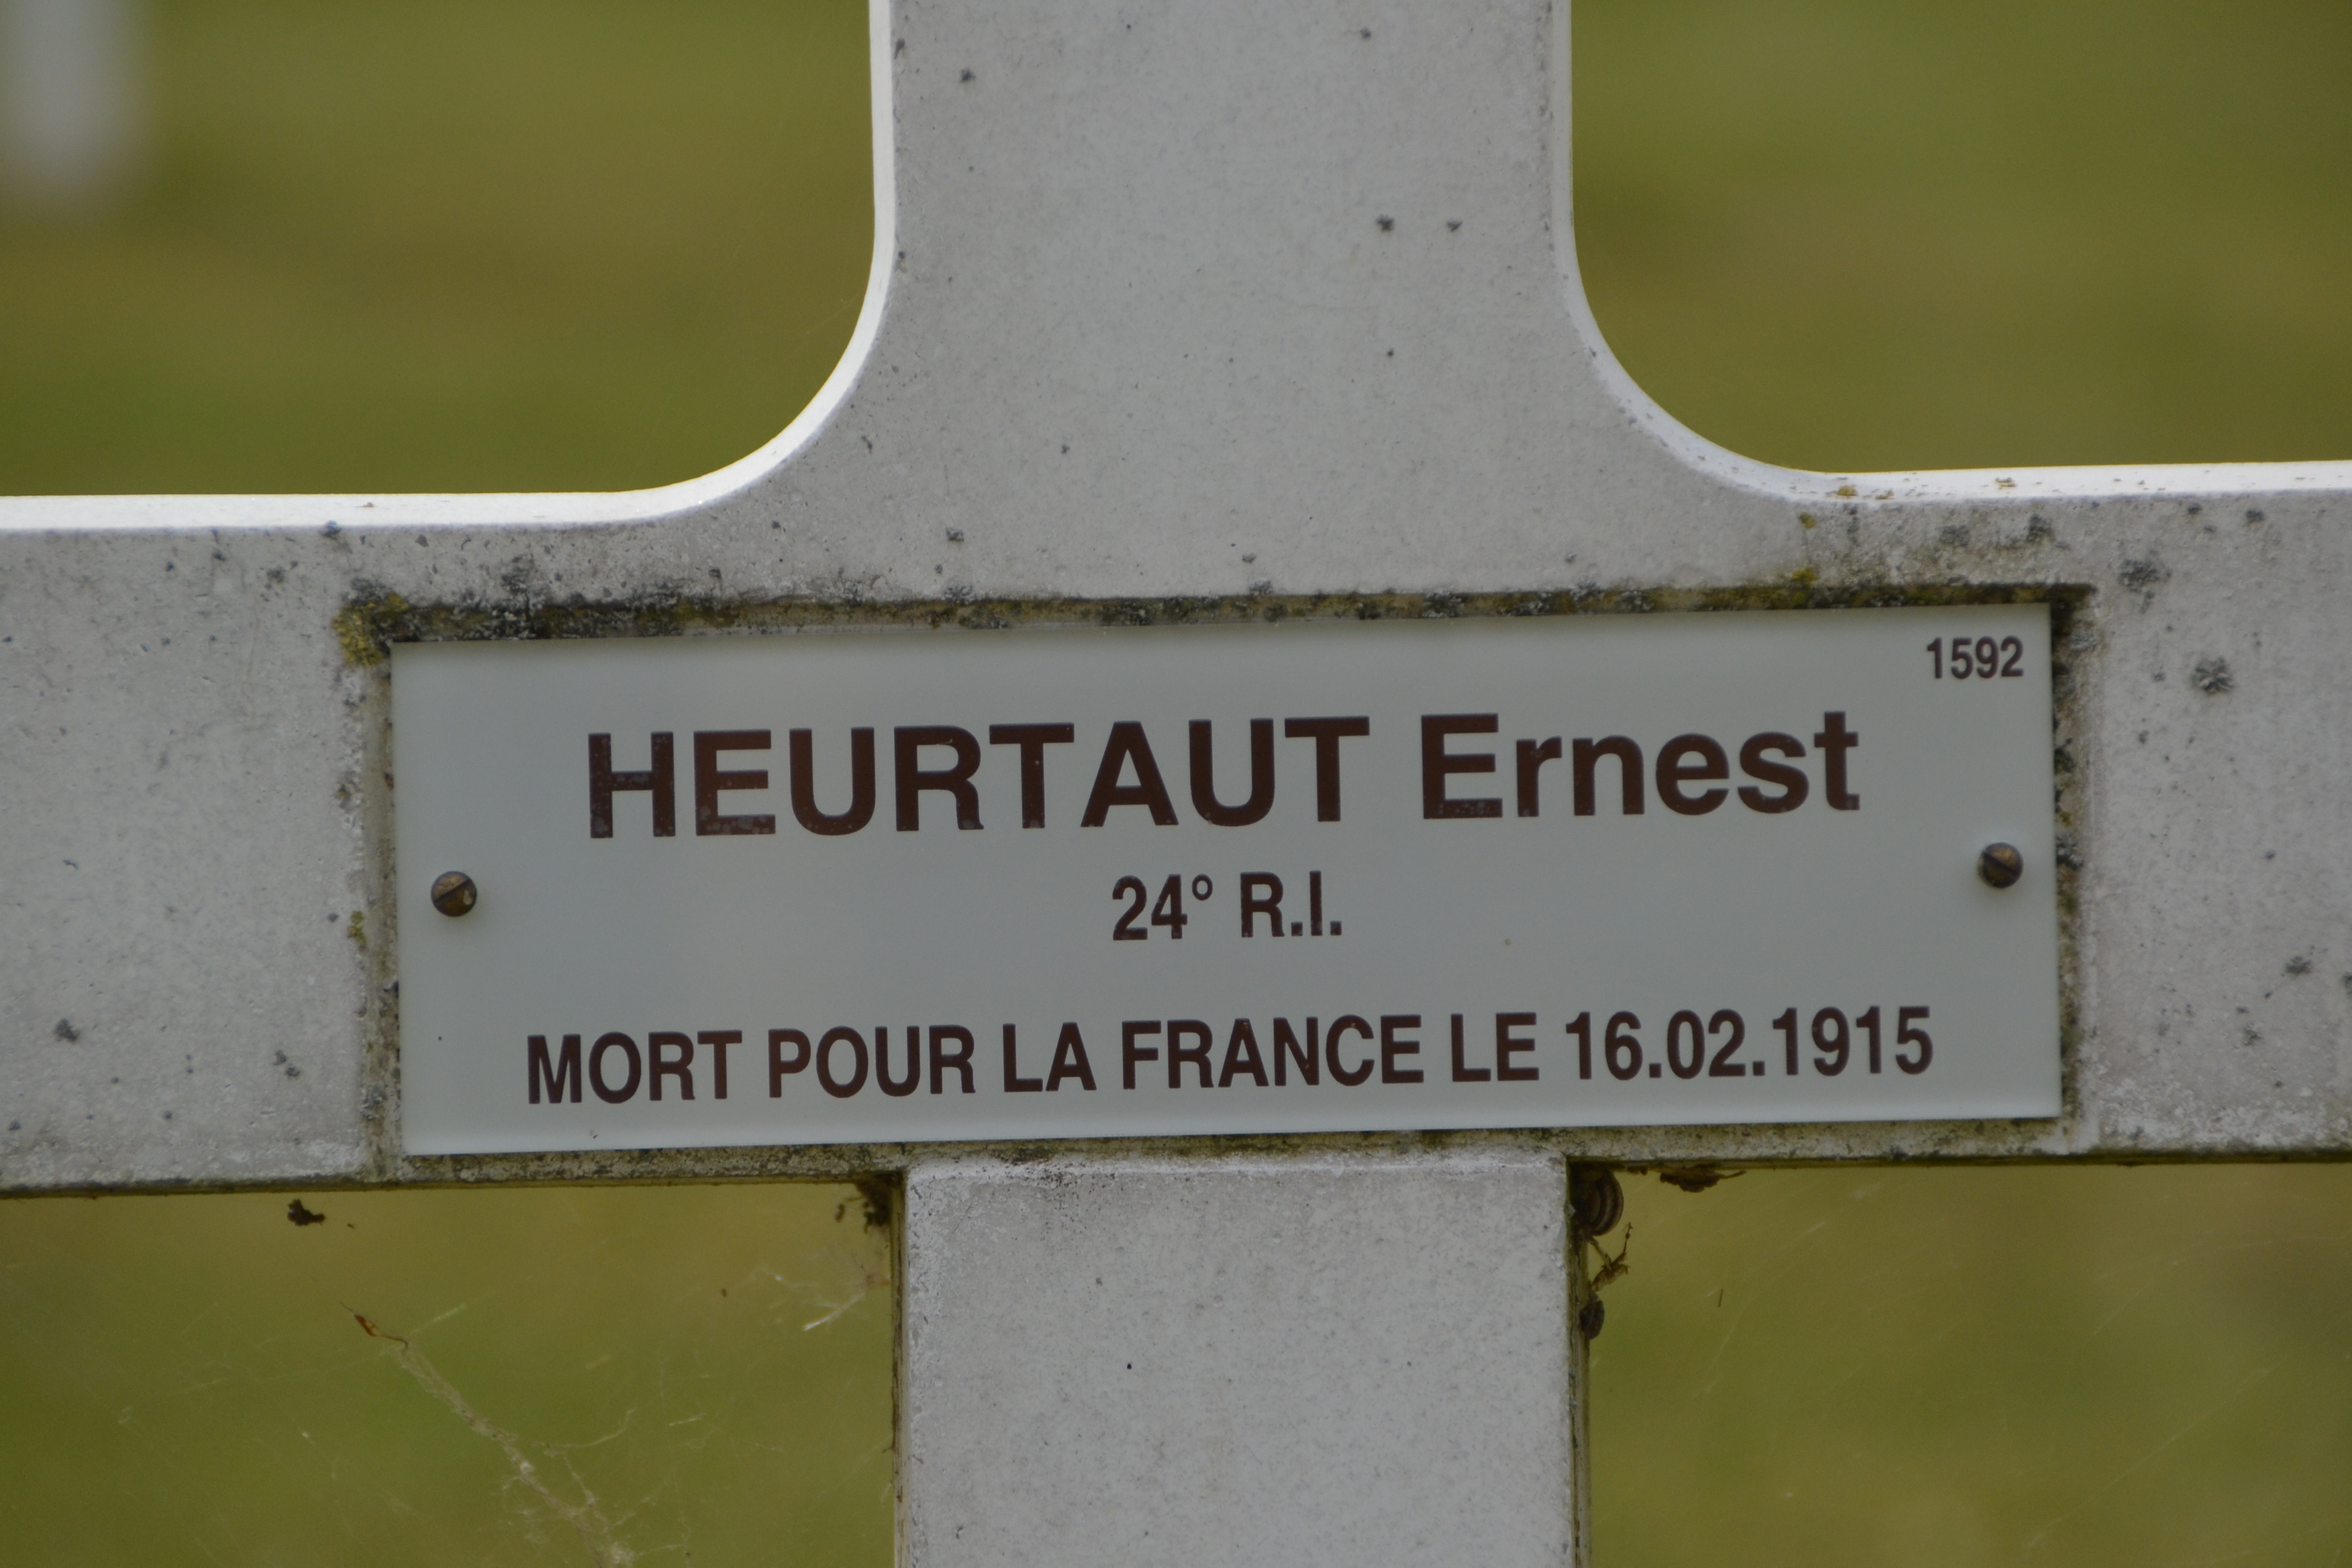 1592
HEURTAUT Ernest
24° R.I.
MORT POUR LA FRANCE LE 16.02.1915